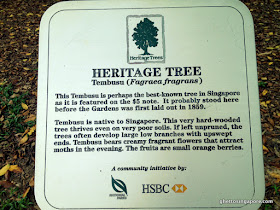 Heritage Trees
HERITAGE TREE
Tembusu (Fagraea fragrans)
This Tembusu is perhaps the best-known tree in Singapore
as it is featured on the $5 note. It probably stood here
before the Gardens was first laid out in 1859.
Tembusu is native to Singapore. This very hard-wooded
tree thrives even on very poor soils. If left unpruned, the
trees often develop large low branches with upswept
ends. Tembusu bears creamy fragrant flowers that attract
moths in the evening. The fruits are small orange berries.
A community initiative by:
HSBC
ghettosingapore.com